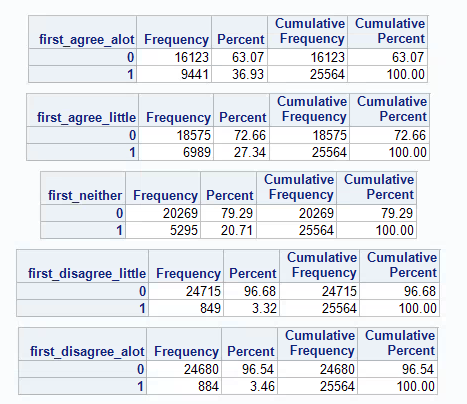 Cumulative Cumulative
first_agree_alot Frequency Percent Frequency Percent
0 16123 63.07 16123 63.07
1 9441 36.93 25564 100.00
Cumulative Cumulative
first_agree_little Frequency Percent Frequency Percent
0 18575 72.66 18575 72.66
1 6989 27.34 25564 100.00
Cumulative Cumulative
first_neither Frequency Percent Frequency Percent
0 20269 79.29 20269 79.29
1 5295 20.71 25564 100.00
Cumulative Cumulative
first_disagree_little Frequency Percent Frequency Percent
0 24715 96.68 24715 96.68
1 849 3.32 25564 100.00
Cumulative Cumulative
first_disagree_alot Frequency Percent Frequency Percent
0 24680 96.54 24680 96.54
1 884 3.46 25564 100.00